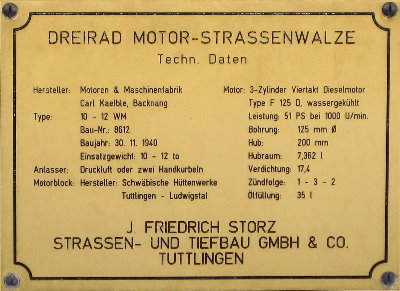 DREIRAD MOTOR-STRASSENWALZE
Techn. Daten
Hersteller: Motoren & Maschinenfabrik
Carl Kaelble, Backnang
Type: 10 - 12 WM
Bau-Nr.: 8612
Baujahr: 30. 11. 1940
Einsatzgewicht: 10 - 12 to
Anlasser: Druckluft oder zwei Handkurbeln
Motorblock: Hersteller: Schwäbische Hüttenwerke
Tuttlingen - Ludwigstal
Motor: 3-Zylinder Viertakt Dieselmotor
Type F 125 D, wassergekühlt
Leistung: 51 PS bei 1000 U/min.
Bohrung: 125 mm Ø
Hub: 200 mm
Hubraum: 7,362 l
Verdichtung: 17,4
Zündfolge: 1 - 3 - 2
Ölfüllung: 35 l
J. FRIEDRICH STORZ
STRASSEN- UND TIEFBAU GMBH & CO.
TUTTLINGEN